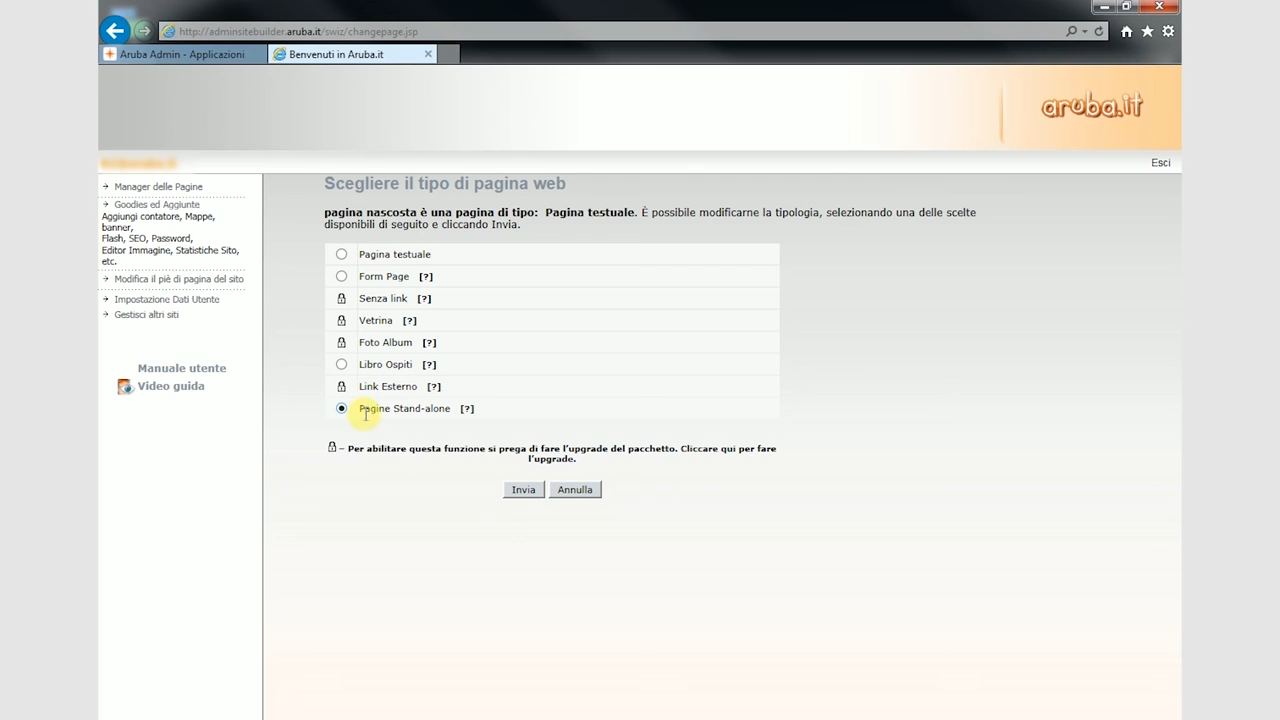 http://adminsitebuilder.aruba.it/swiz/changepage.jsp
Aruba Admin - Applicazioni
Benvenuti in Aruba.it
aruba.it
Esci
Manager delle Pagine
Goodies ed Aggiunte
Aggiungi contatore, Mappe,
banner,
Flash, SEO, Password,
Editor Immagine, Statistiche Sito,
etc.
Modifica il piè di pagina del sito
Impostazione Dati Utente
Gestisci altri siti
Manuale utente
Video guida
Scegliere il tipo di pagina web
pagina nascosta è una pagina di tipo: Pagina testuale. È possibile modificarne la tipologia, selezionando una delle scelte
disponibili di seguito e cliccando Invia.
Pagina testuale
Form Page [?]
Senza link [?]
Vetrina [?]
Foto Album [?]
Libro Ospiti [?]
Link Esterno [?]
Pagine Stand-alone [?]
– Per abilitare questa funzione si prega di fare l'upgrade del pacchetto. Cliccare qui per fare
l'upgrade.
Invia
Annulla